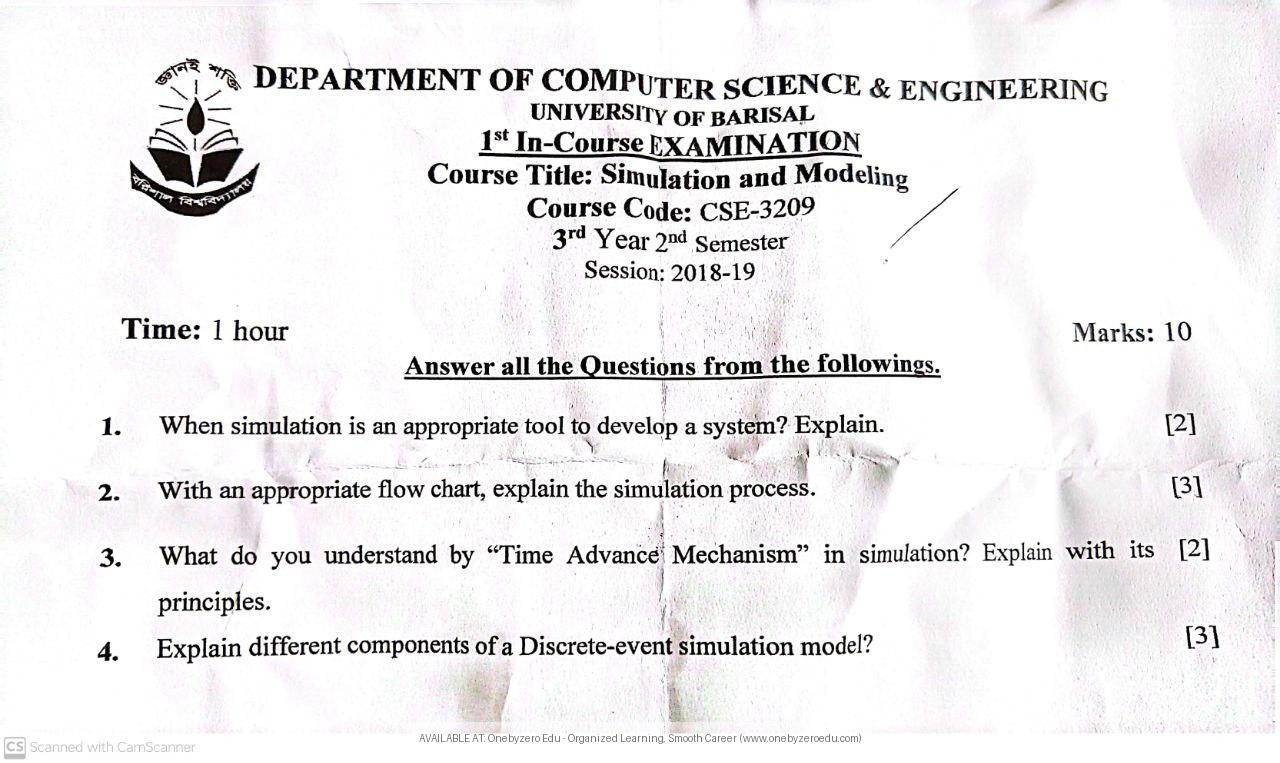 জ্ঞানই শক্তি
বরিশাল বিশ্ববিদ্যালয়
DEPARTMENT OF COMPUTER SCIENCE & ENGINEERING
UNIVERSITY OF BARISAL
1st In-Course EXAMINATION
Course Title: Simulation and Modeling
Course Code: CSE-3209
3rd Year 2nd Semester
Session: 2018-19
Time: 1 hour Marks: 10
Answer all the Questions from the followings.
1. When simulation is an appropriate tool to develop a system? Explain. [2]
2. With an appropriate flow chart, explain the simulation process. [3]
3. What do you understand by “Time Advance Mechanism” in simulation? Explain with its [2]
principles.
4. Explain different components of a Discrete-event simulation model? [3]
AVAILABLE AT: Onebyzero Edu - Organized Learning, Smooth Career (www.onebyzeroedu.com)
CS Scanned with CamScanner